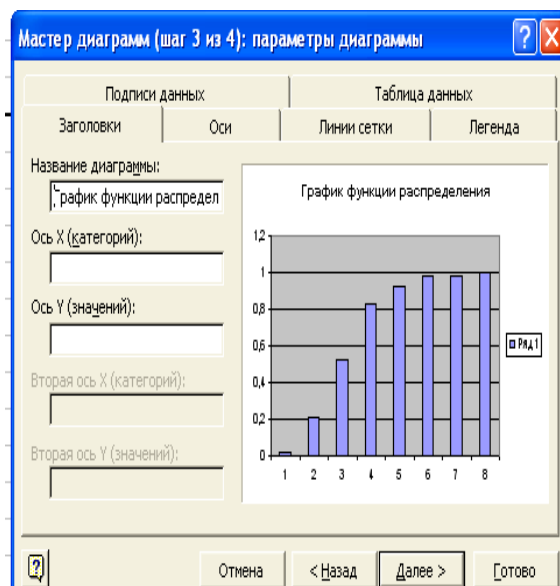 Мастер диаграмм (шаг 3 из 4): параметры диаграммы
Подписи данных
Таблица данных
Заголовки
Оси
Линии сетки
Легенда
Название диаграммы:
График функции распредел
Ось X (категорий):
Ось Y (значений):
Вторая ось X (категорий):
Вторая ось Y (значений):
График функции распределения
1,2
1
0,8
0,6
0,4
0,2
0
1 2 3 4 5 6 7 8
Ряд1
?
Отмена
< Назад
Далее >
Готово